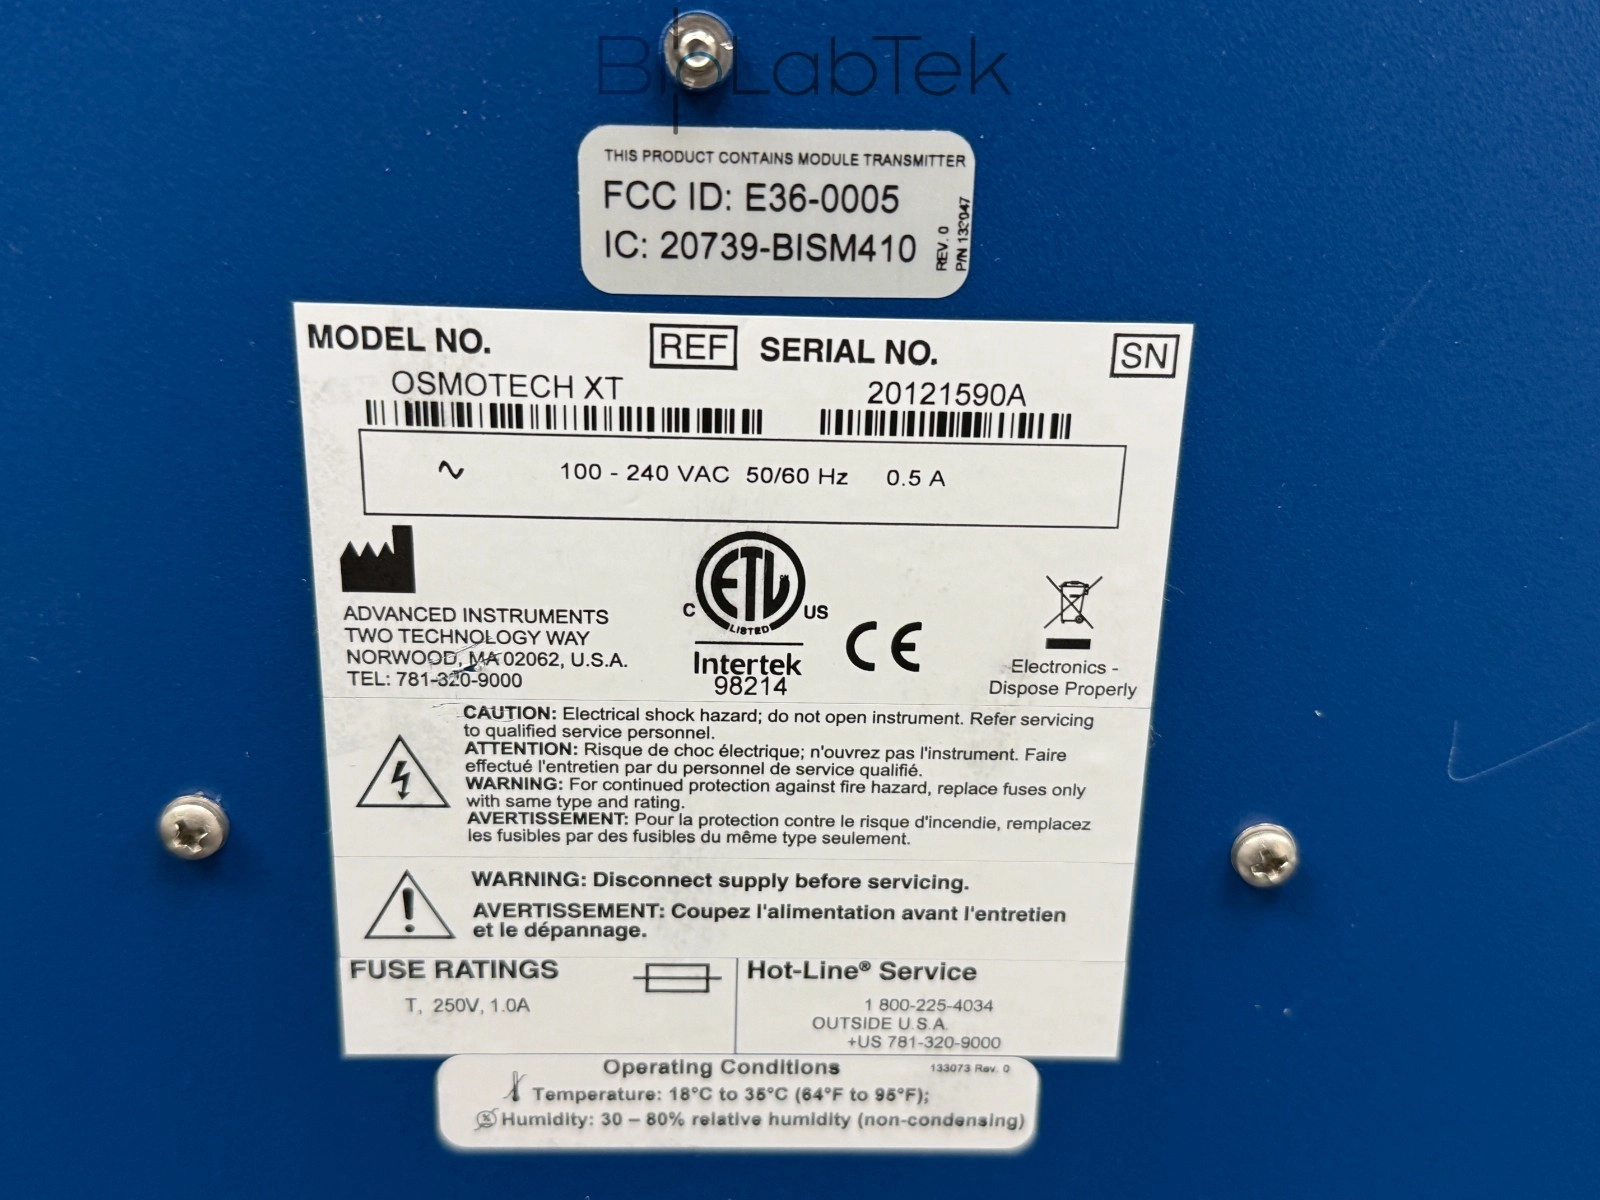 BioLabTek
THIS PRODUCT CONTAINS MODULE TRANSMITTER
FCC ID: E36-0005
IC: 20739-BISM410
REV. 0
P/N 132047
MODEL NO. REF SERIAL NO. SN
OSMOTECH XT 20121590A
~ 100 - 240 VAC 50/60 Hz 0.5 A
ADVANCED INSTRUMENTS
TWO TECHNOLOGY WAY
NORWOOD, MA 02062, U.S.A.
TEL: 781-320-9000
C ETL US
LISTED
Intertek
98214
CE
Electronics -
Dispose Properly
CAUTION: Electrical shock hazard; do not open instrument. Refer servicing
to qualified service personnel.
ATTENTION: Risque de choc électrique; n'ouvrez pas l'instrument. Faire
effectué l'entretien par du personnel de service qualifié.
WARNING: For continued protection against fire hazard, replace fuses only
with same type and rating.
AVERTISSEMENT: Pour la protection contre le risque d'incendie, remplacez
les fusibles par des fusibles du même type seulement.
WARNING: Disconnect supply before servicing.
AVERTISSEMENT: Coupez l'alimentation avant l'entretien
et le dépannage.
FUSE RATINGS
T, 250V, 1.0A
Hot-Line® Service
1 800-225-4034
OUTSIDE U.S.A.
+US 781-320-9000
Operating Conditions 133073 Rev. 0
Temperature: 18°C to 35°C (64°F to 95°F);
% Humidity: 30 – 80% relative humidity (non-condensing)